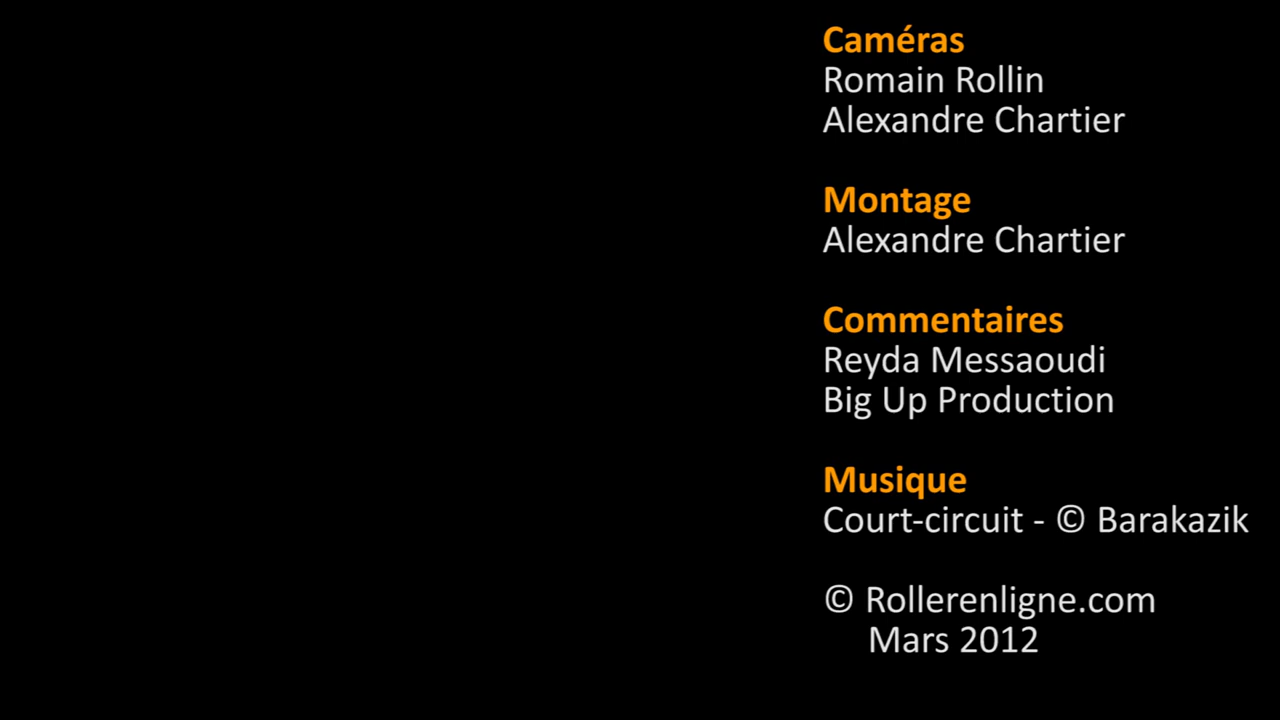 Caméras
Romain Rollin
Alexandre Chartier
Montage
Alexandre Chartier
Commentaires
Reyda Messaoudi
Big Up Production
Musique
Court-circuit - © Barakazik
© Rollerenligne.com
Mars 2012